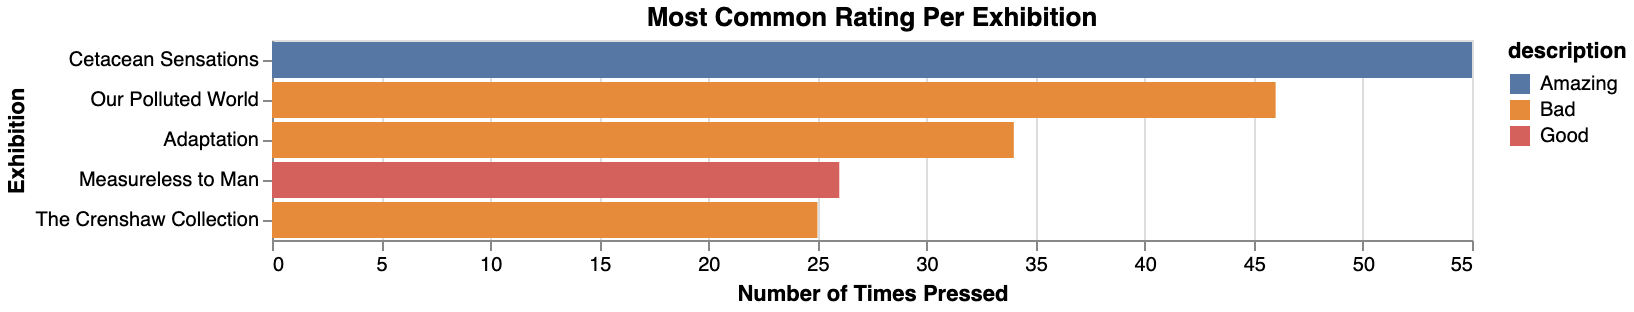 Most Common Rating Per Exhibition
Exhibition
Cetacean Sensations
Our Polluted World
Adaptation
Measureless to Man
The Crenshaw Collection
0 5 10 15 20 25 30 35 40 45 50 55
Number of Times Pressed
description
Amazing
Bad
Good